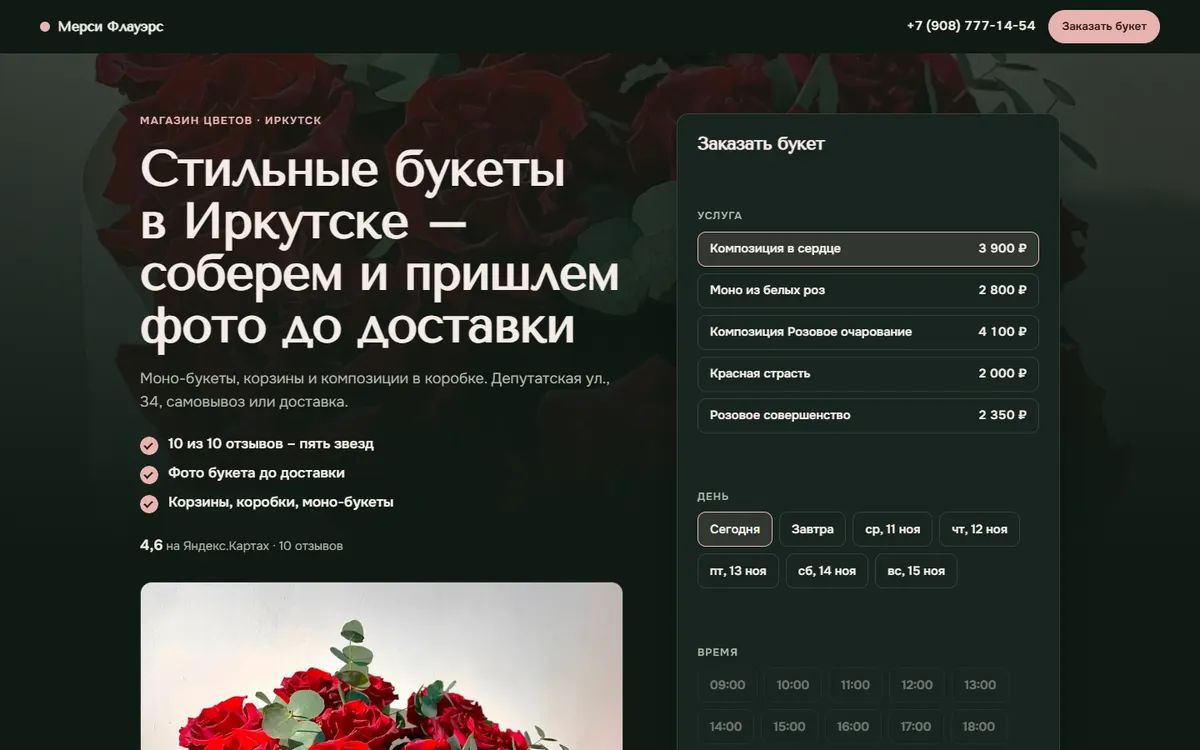 Мерси Флауэрс
+7 (908) 777-14-54
Заказать букет
МАГАЗИН ЦВЕТОВ · ИРКУТСК
Стильные букеты
в Иркутске —
соберем и пришлем
фото до доставки
Моно-букеты, корзины и композиции в коробке. Депутатская ул.,
34, самовывоз или доставка.
10 из 10 отзывов – пять звезд
Фото букета до доставки
Корзины, коробки, моно-букеты
4,6 на Яндекс.Картах · 10 отзывов
Заказать букет
УСЛУГА
Композиция в сердце 3 900 ₽
Моно из белых роз 2 800 ₽
Композиция Розовое очарование 4 100 ₽
Красная страсть 2 000 ₽
Розовое совершенство 2 350 ₽
ДЕНЬ
Сегодня Завтра ср, 11 ноя чт, 12 ноя
пт, 13 ноя сб, 14 ноя вс, 15 ноя
ВРЕМЯ
09:00 10:00 11:00 12:00 13:00
14:00 15:00 16:00 17:00 18:00